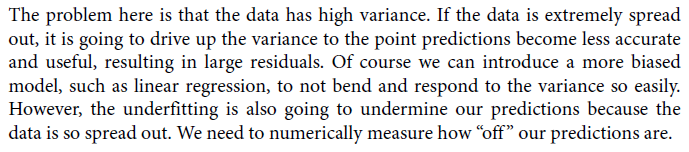 The problem here is that the data has high variance. If the data is extremely spread
out, it is going to drive up the variance to the point predictions become less accurate
and useful, resulting in large residuals. Of course we can introduce a more biased
model, such as linear regression, to not bend and respond to the variance so easily.
However, the underfitting is also going to undermine our predictions because the
data is so spread out. We need to numerically measure how “off” our predictions are.